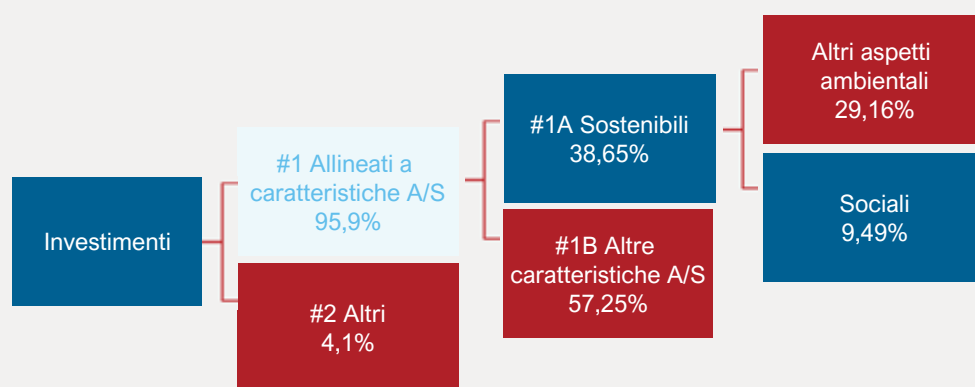 Investimenti
#1 Allineati a
caratteristiche A/S
95,9%
#2 Altri
4,1%
#1A Sostenibili
38,65%
#1B Altre
caratteristiche A/S
57,25%
Altri aspetti
ambientali
29,16%
Sociali
9,49%